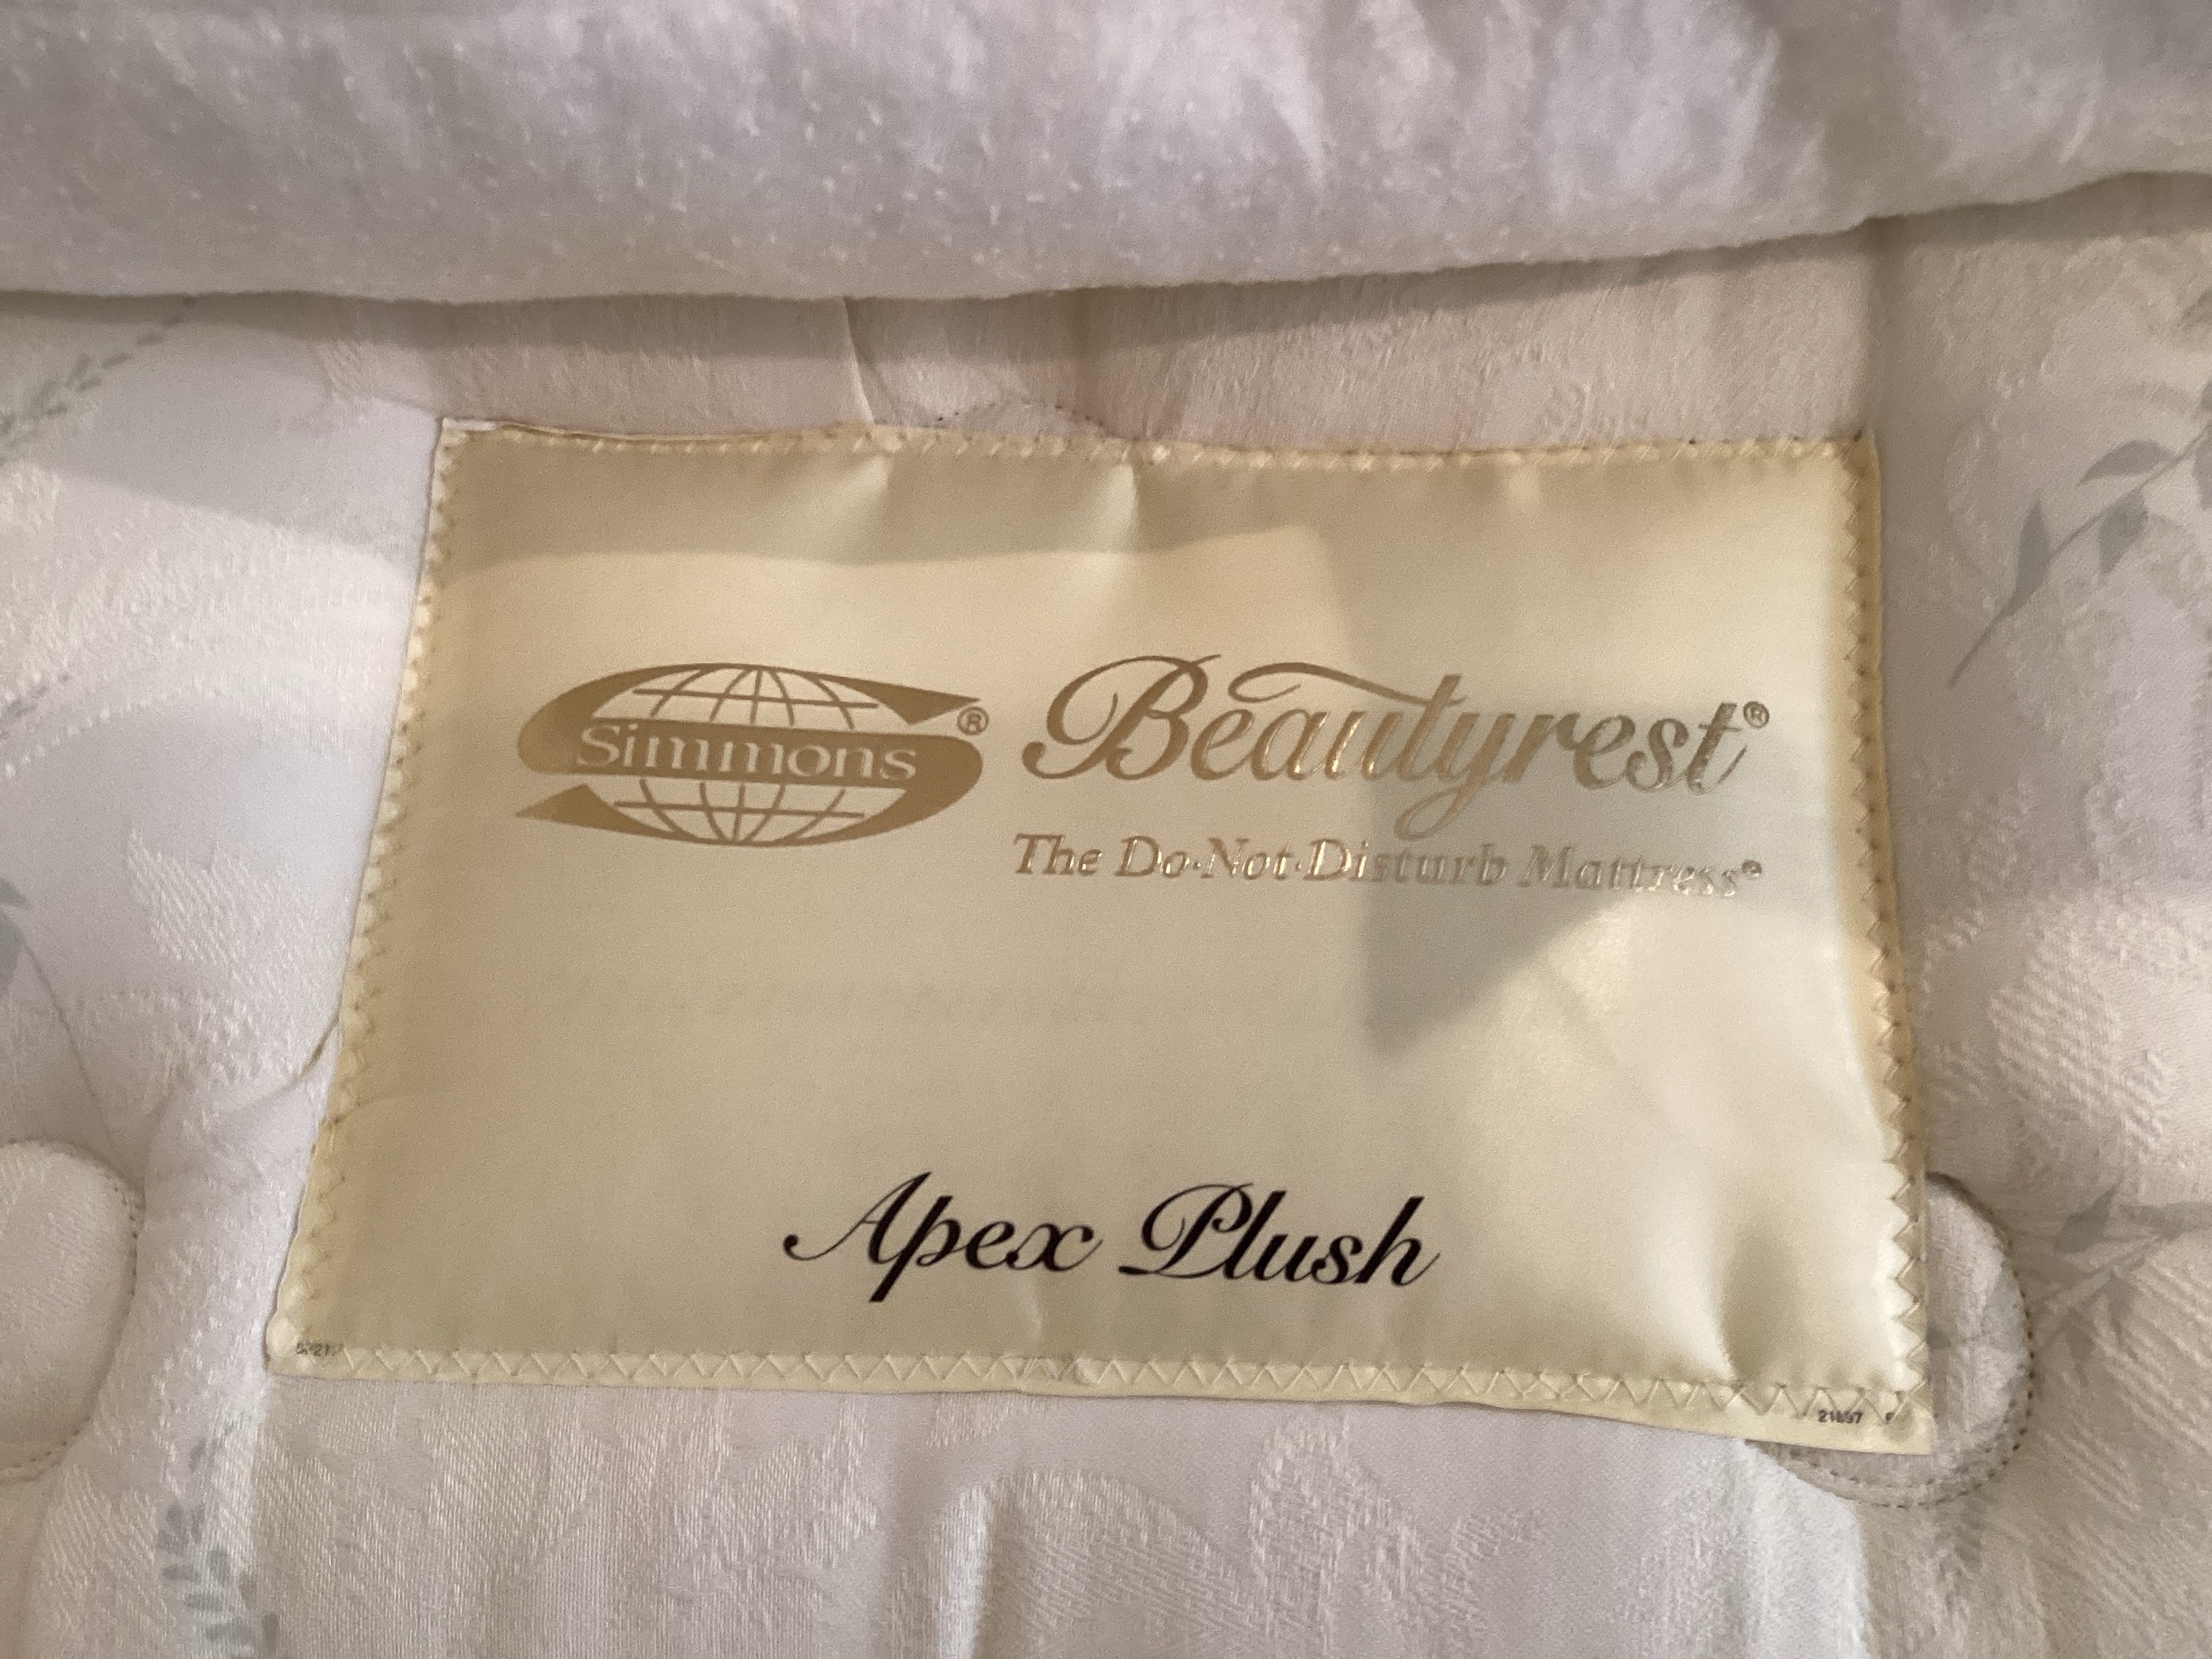 Simmons®
Beautyrest®
The Do·Not·Disturb Mattress®
Apex Plush